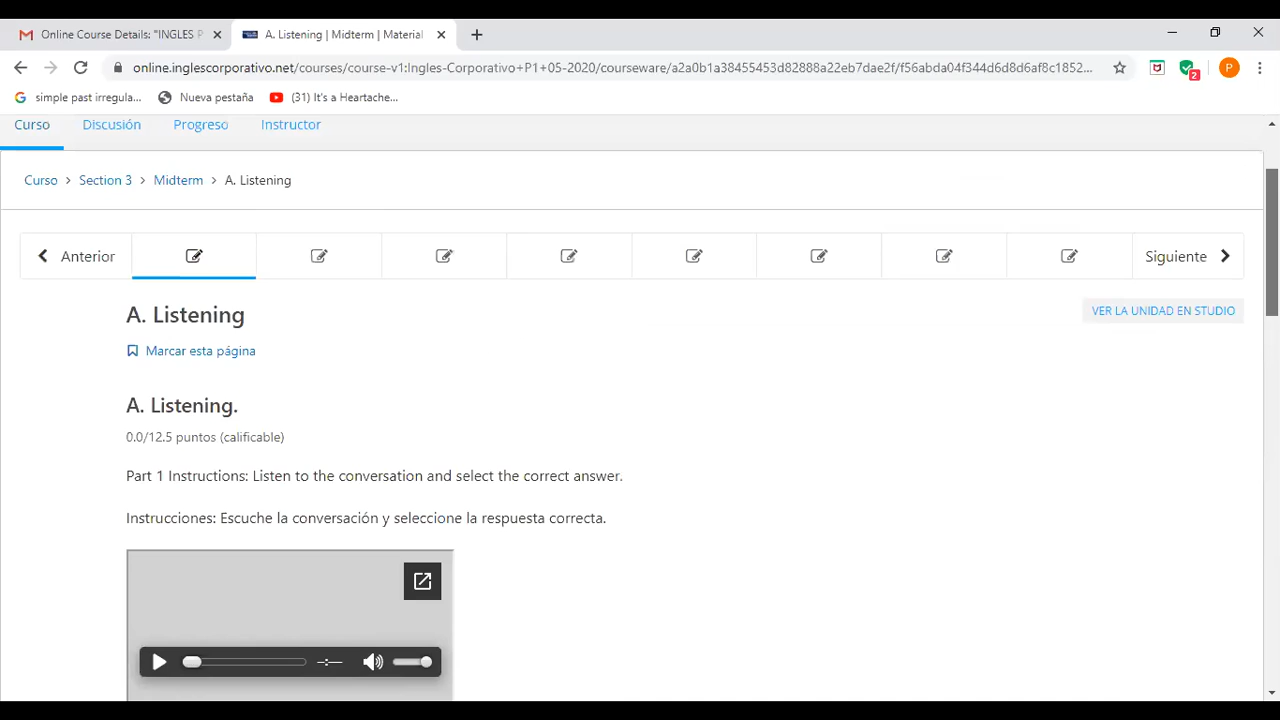 Online Course Details: "INGLES P
A. Listening | Midterm | Material
online.inglescorporativo.net/courses/course-v1:Ingles-Corporativo+P1+05-2020/courseware/a2a0b1a38455453d82888a22eb7dae2f/f56abda04f344d6d8d6af8c1852...
2
P
simple past irregula...
Nueva pestaña
(31) It's a Heartache...
Curso
Discusión
Progreso
Instructor
Curso > Section 3 > Midterm > A. Listening
Anterior
Siguiente
A. Listening
VER LA UNIDAD EN STUDIO
Marcar esta página
A. Listening.
0.0/12.5 puntos (calificable)
Part 1 Instructions: Listen to the conversation and select the correct answer.
Instrucciones: Escuche la conversación y seleccione la respuesta correcta.
-:--